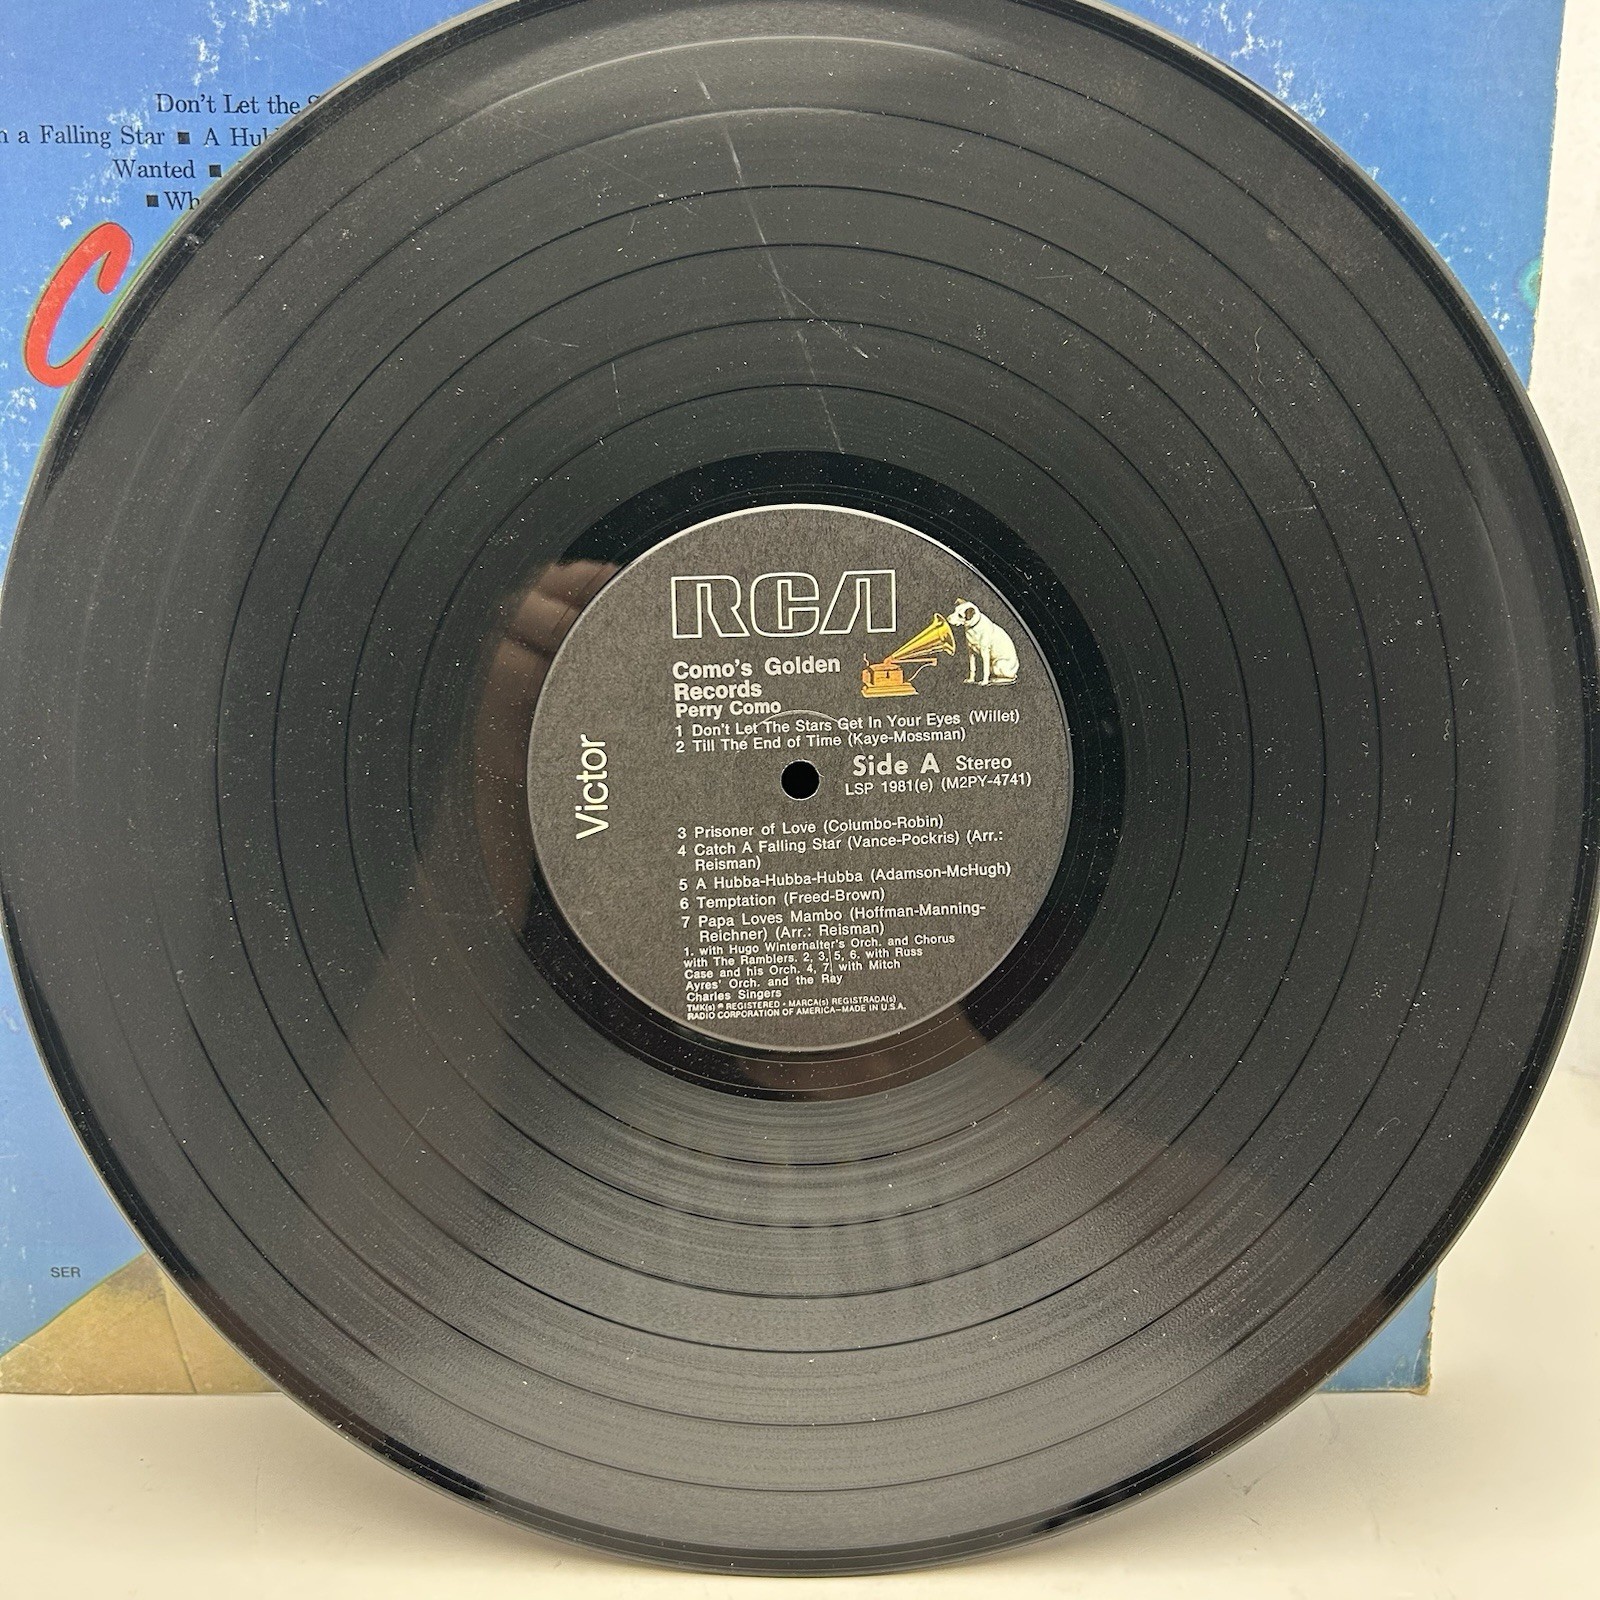 Don't Let the
a Falling Star ■ A
Wanted ■
■
C
RCA
Como's Golden
Records
Perry Como
1 Don't Let The Stars Get In Your Eyes (Willet)
2 Till The End of Time (Kaye-Mossman)
Side A Stereo
LSP 1981(e) (M2PY-4741)
Victor
3 Prisoner of Love (Columbo-Robin)
4 Catch A Falling Star (Vance-Pockris) (Arr.:
Reisman)
5 A Hubba-Hubba-Hubba (Adamson-McHugh)
6 Temptation (Freed-Brown)
7 Papa Loves Mambo (Hoffman-Manning-
Reichner) (Arr.: Reisman)
1. with Hugo Winterhalter's Orch. and Chorus
with The Ramblers. 2, 3, 5, 6. with Russ
Case and his Orch. 4, 7, with Mitch
Ayres' Orch. and the Ray
Charles Singers
TMK(s) ® REGISTERED • MARCA(s) REGISTRADA(s)
RADIO CORPORATION OF AMERICA—MADE IN U.S.A.
SER